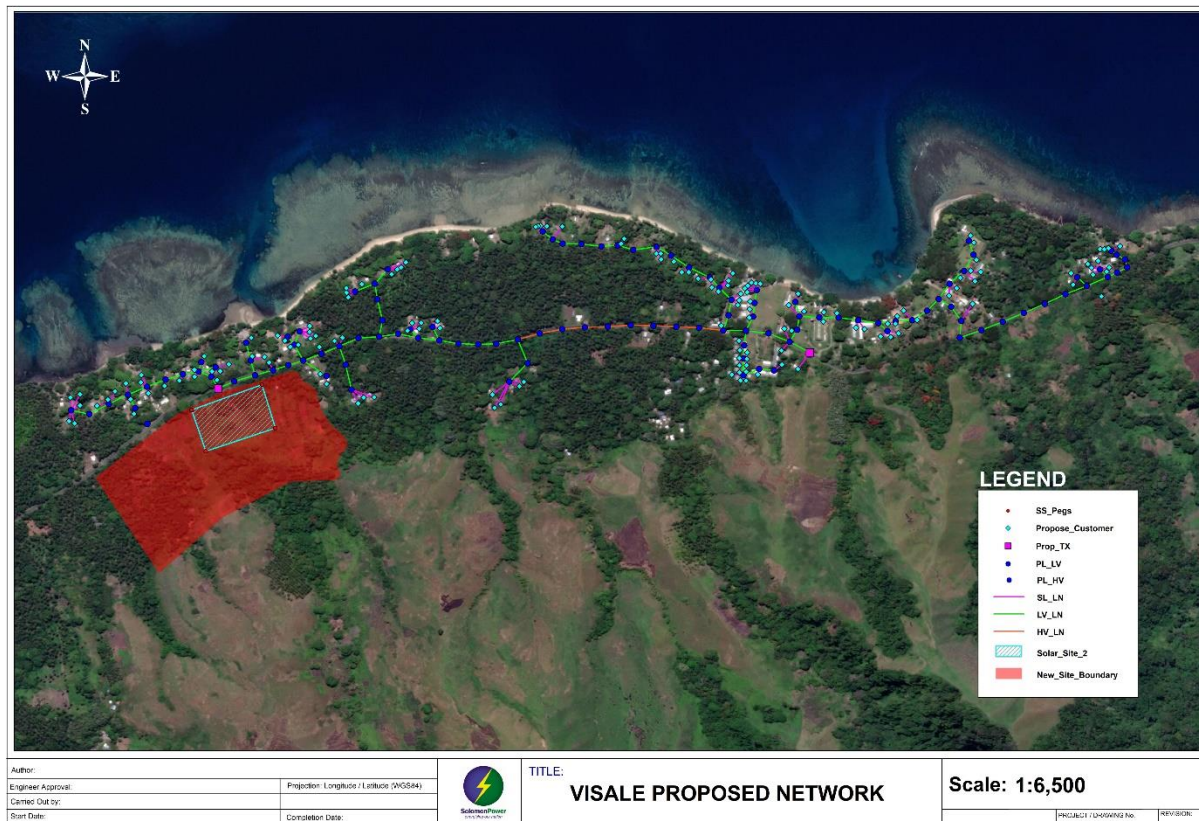 N
W E
S
LEGEND
SS_Pegs
Propose_Customer
Prop_TX
PL_LV
PL_HV
SL_LN
LV_LN
HV_LN
Solar_Site_2
New_Site_Boundary
Author:
Engineer Approval:
Projection: Longitude / Latitude (WGS84)
Carried Out by:
Start Date:
Completion Date:
SolomonPower
TITLE:
VISALE PROPOSED NETWORK
Scale: 1:6,500
PROJECT / DRAWING No.
REVISION: